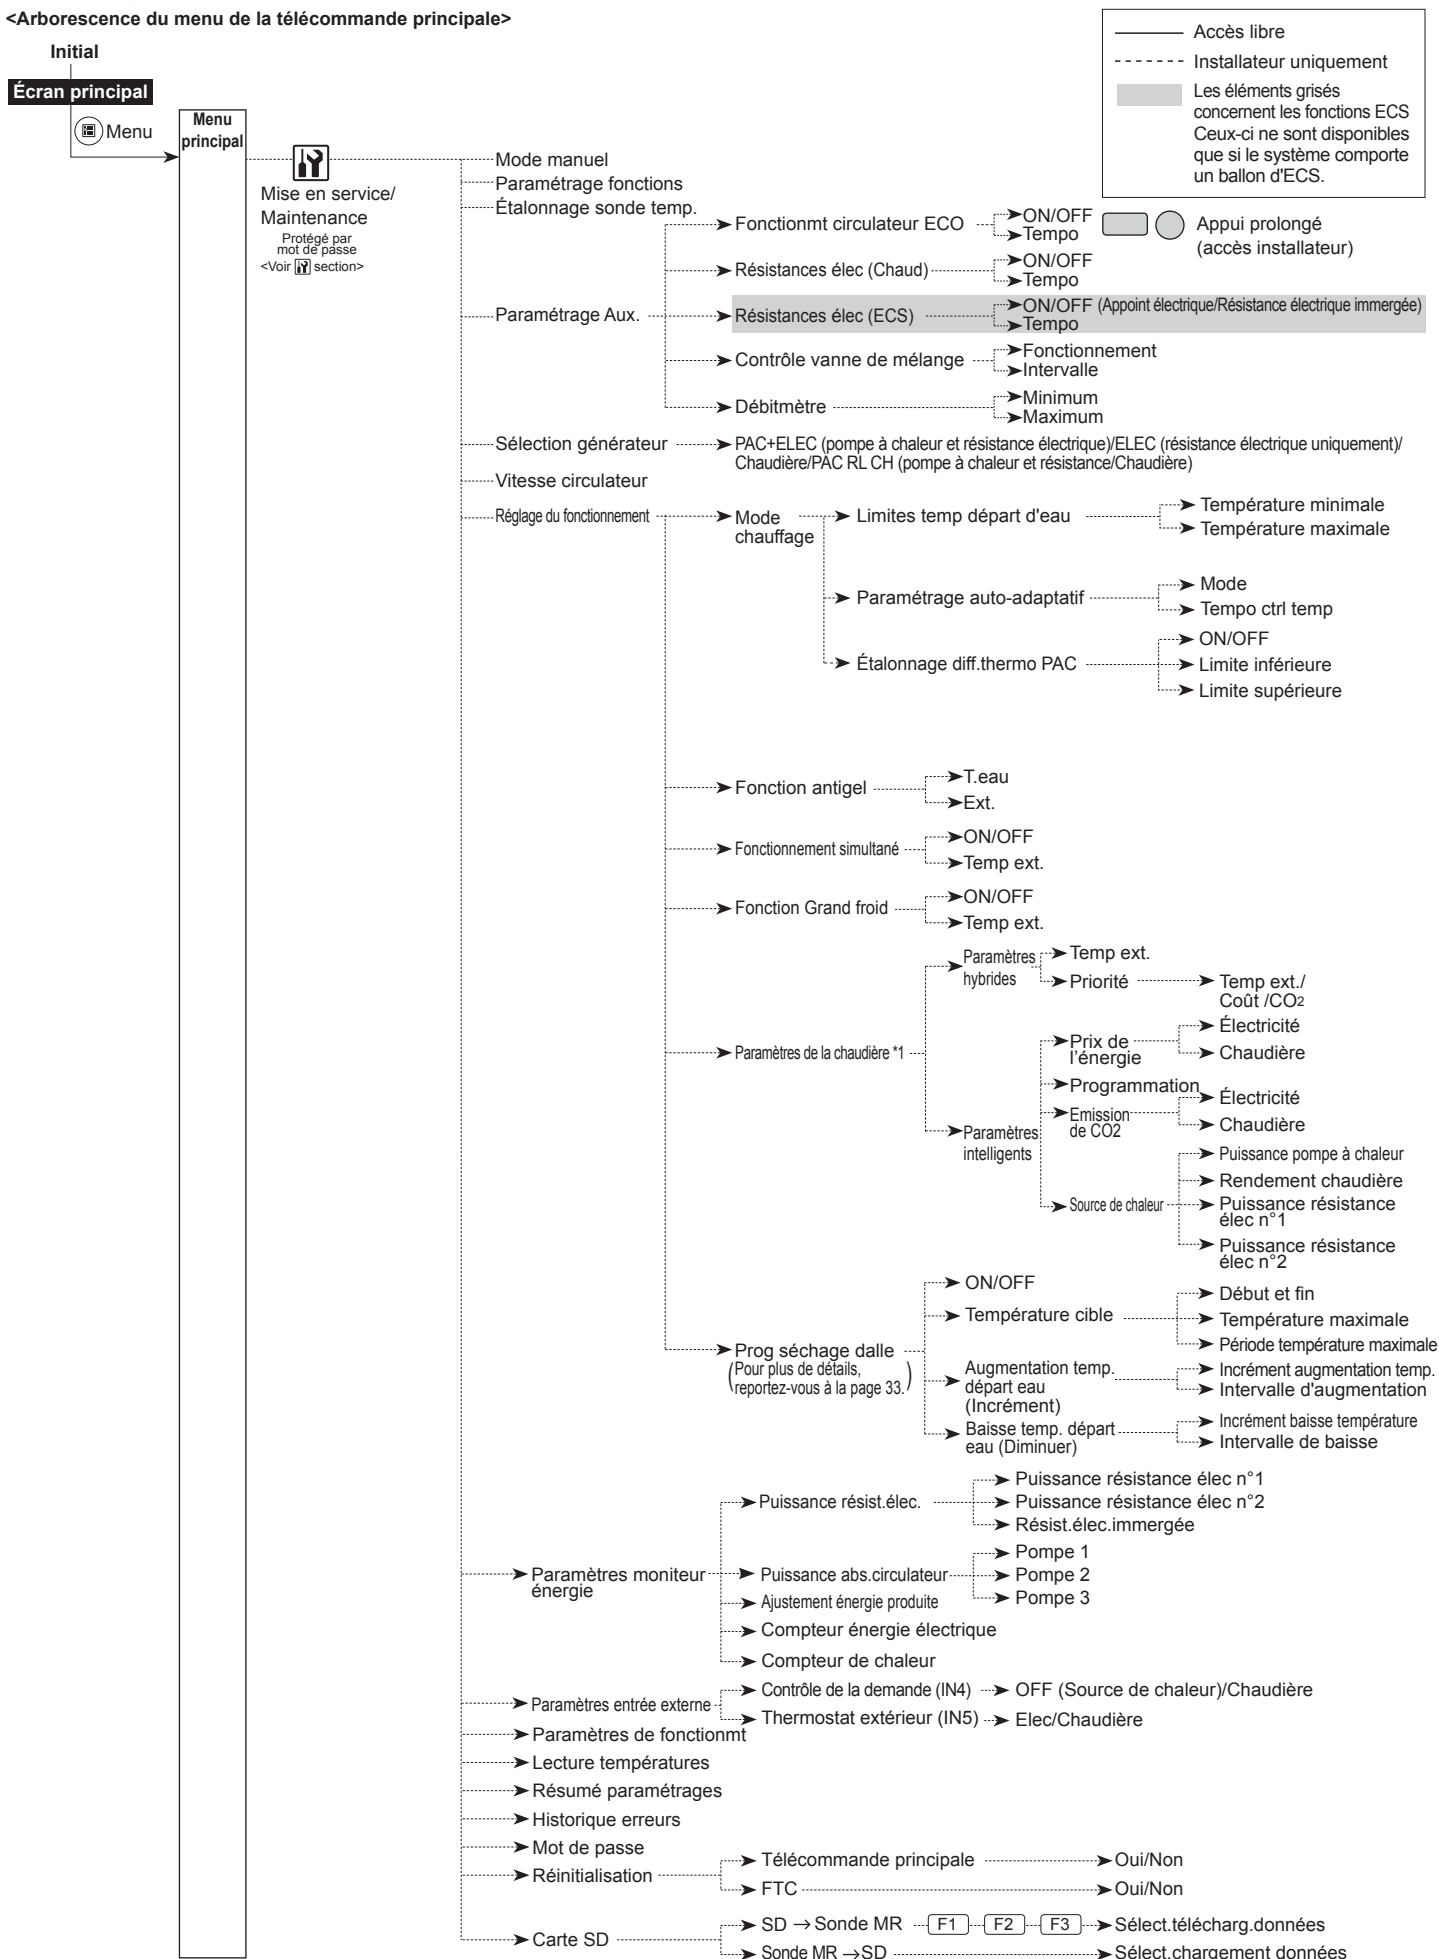 <Arborescence du menu de la télécommande principale>
Initial
Écran principal
Menu
Menu
principal
Accès libre
Installateur uniquement
Les éléments grisés
concernent les fonctions ECS
Ceux-ci ne sont disponibles
que si le système comporte
un ballon d'ECS.
Appui prolongé
(accès installateur)
Mise en service/
Maintenance
Protégé par
mot de passe
<Voir section>
Mode manuel
Paramétrage fonctions
Étalonnage sonde temp.
Paramétrage Aux.
Fonctionmt circulateur ECO
ON/OFF
Tempo
Résistances élec (Chaud)
ON/OFF
Tempo
Résistances élec (ECS)
ON/OFF (Appoint électrique/Résistance électrique immergée)
Tempo
Contrôle vanne de mélange
Fonctionnement
Intervalle
Débitmètre
Minimum
Maximum
Sélection générateur
PAC+ELEC (pompe à chaleur et résistance électrique)/ELEC (résistance électrique uniquement)/
Chaudière/PAC RL CH (pompe à chaleur et résistance/Chaudière)
Vitesse circulateur
Réglage du fonctionnement
Mode
chauffage
Limites temp départ d'eau
Température minimale
Température maximale
Paramétrage auto-adaptatif
Mode
Tempo ctrl temp
Étalonnage diff.thermo PAC
ON/OFF
Limite inférieure
Limite supérieure
Fonction antigel
T.eau
Ext.
Fonctionnement simultané
ON/OFF
Temp ext.
Fonction Grand froid
ON/OFF
Temp ext.
Paramètres de la chaudière *1
Paramètres
hybrides
Temp ext.
Priorité
Temp ext./
Coût /CO2
Paramètres
intelligents
Prix de
l'énergie
Électricité
Chaudière
Programmation
Emission
de CO2
Électricité
Chaudière
Source de chaleur
Puissance pompe à chaleur
Rendement chaudière
Puissance résistance
élec n°1
Puissance résistance
élec n°2
Prog séchage dalle
(Pour plus de détails,
reportez-vous à la page 33.)
ON/OFF
Température cible
Début et fin
Température maximale
Période température maximale
Augmentation temp.
départ eau
(Incrément)
Incrément augmentation temp.
Intervalle d'augmentation
Baisse temp. départ
eau (Diminuer)
Incrément baisse température
Intervalle de baisse
Paramètres moniteur
énergie
Puissance résist.élec.
Puissance résistance élec n°1
Puissance résistance élec n°2
Résist.élec.immergée
Puissance abs.circulateur
Pompe 1
Pompe 2
Pompe 3
Ajustement énergie produite
Compteur énergie électrique
Compteur de chaleur
Paramètres entrée externe
Contrôle de la demande (IN4)
OFF (Source de chaleur)/Chaudière
Thermostat extérieur (IN5)
Elec/Chaudière
Paramètres de fonctionmt
Lecture températures
Résumé paramétrages
Historique erreurs
Mot de passe
Réinitialisation
Télécommande principale
Oui/Non
FTC
Oui/Non
Carte SD
SD → Sonde MR
F1
F2
F3
Sélect.télécharg.données
Sonde MR → SD
Sélect.chargement données